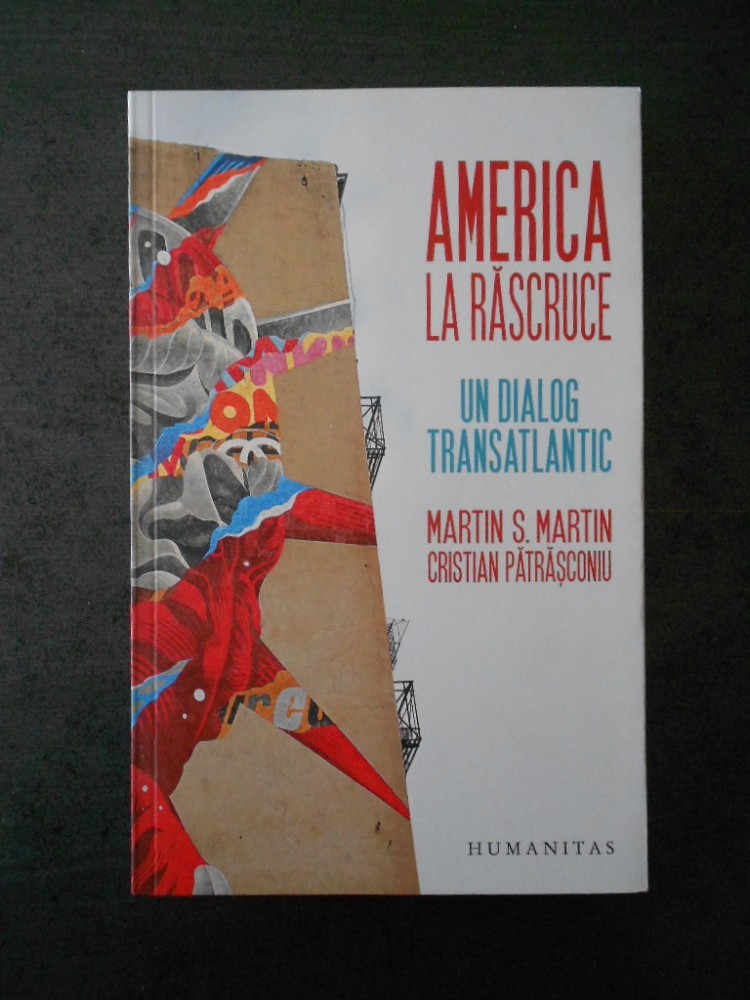 AMERICA
LA RĂSCRUCE
UN DIALOG
TRANSATLANTIC
MARTIN S. MARTIN
CRISTIAN PĂTRĂȘCONIU
HUMANITAS